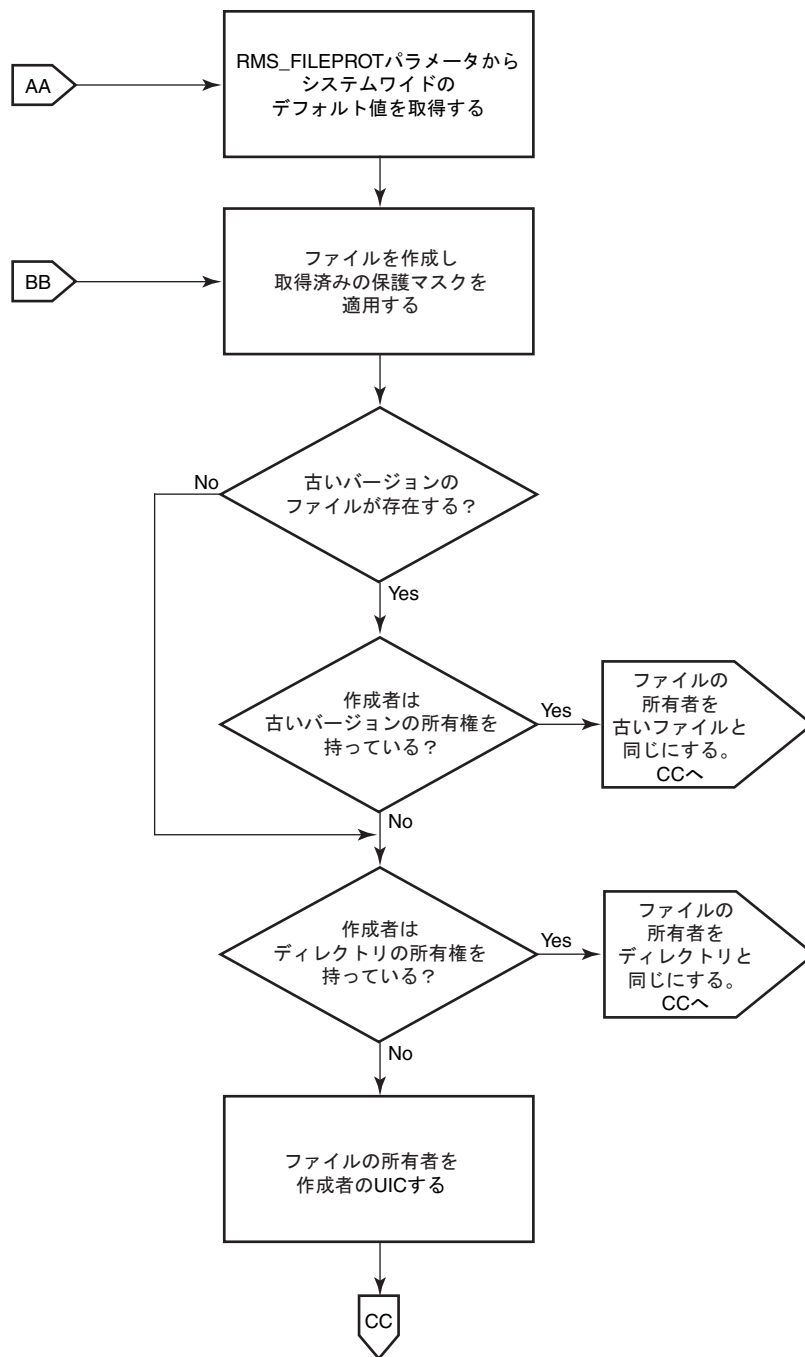 AA
RMS_FILEPROTパラメータから
システムワイドの
デフォルト値を取得する
BB
ファイルを作成し
取得済みの保護マスクを
適用する
古いバージョンの
ファイルが存在する？
No
Yes
作成者は
古いバージョンの所有権を
持っている？
Yes
ファイルの
所有者を
古いファイルと
同じにする。
CCへ
No
作成者は
ディレクトリの所有権を
持っている？
Yes
ファイルの
所有者を
ディレクトリと
同じにする。
CCへ
No
ファイルの所有者を
作成者のUICする
CC